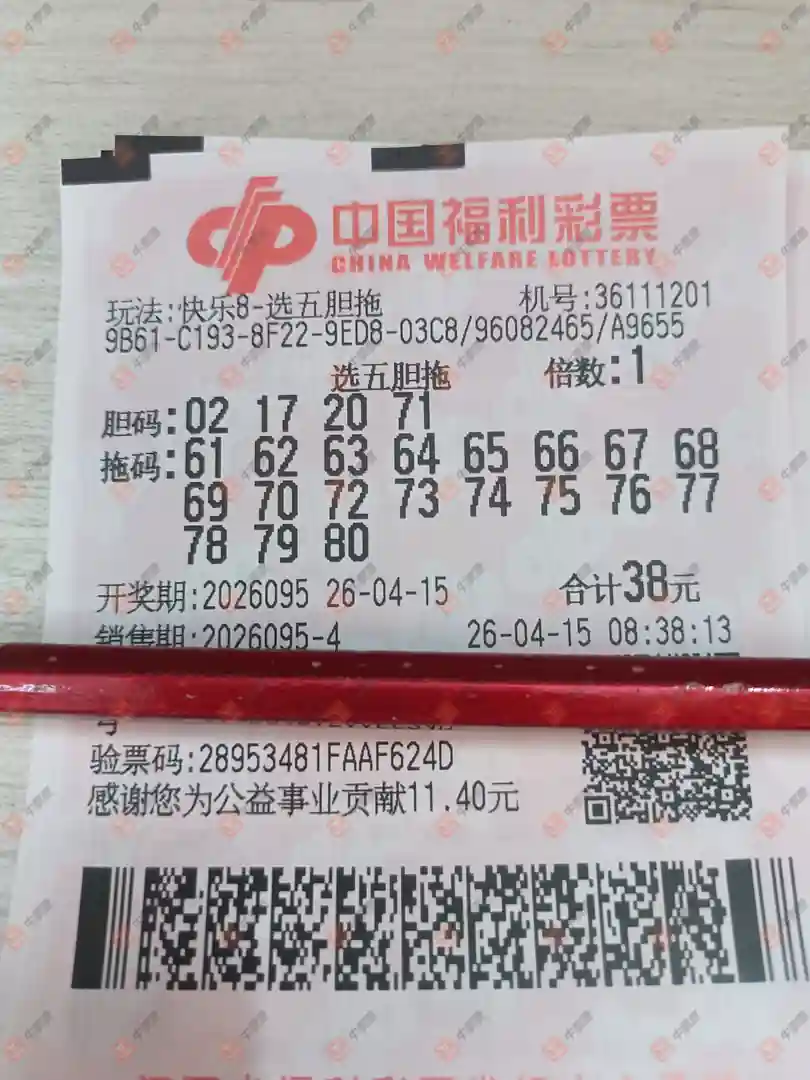 中国福利彩票
CHINA WELFARE LOTTERY
玩法:快乐8-选五胆拖 机号:36111201
9B61-C193-8F22-9ED8-03C8/96082465/A9655
选五胆拖 倍数:1
胆码:02 17 20 71
拖码:61 62 63 64 65 66 67 68
69 70 72 73 74 75 76 77
78 79 80
开奖期:2026095 26-04-15 合计38元
销售期:2026095-4 26-04-15 08:38:13
号
验票码:28953481FAAF624D
感谢您为公益事业贡献11.40元